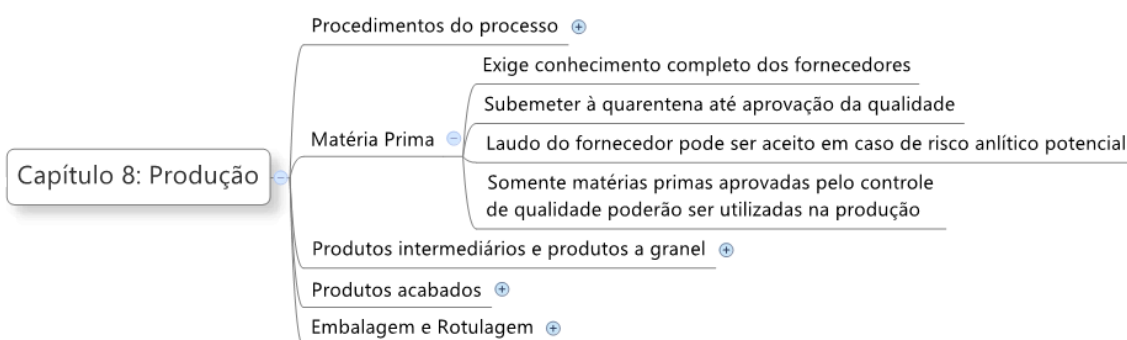 Capítulo 8: Produção
Procedimentos do processo
Matéria Prima
Exige conhecimento completo dos fornecedores
Subemeter à quarentena até aprovação da qualidade
Laudo do fornecedor pode ser aceito em caso de risco anlítico potencial
Somente matérias primas aprovadas pelo controle
de qualidade poderão ser utilizadas na produção
Produtos intermediários e produtos a granel
Produtos acabados
Embalagem e Rotulagem